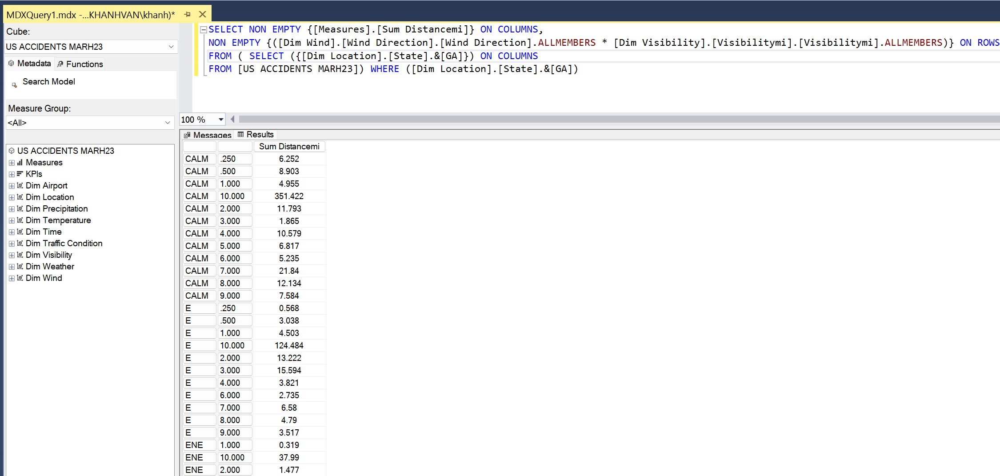 MDXQuery1.mdx -...KHANHVAN\khanh)*
Cube:
US ACCIDENTS MARH23
Metadata
Functions
Search Model
Measure Group:
<All>
US ACCIDENTS MARH23
Measures
KPIs
Dim Airport
Dim Location
Dim Precipitation
Dim Temperature
Dim Time
Dim Traffic Condition
Dim Visibility
Dim Weather
Dim Wind
SELECT NON EMPTY {[Measures].[Sum Distancemi]} ON COLUMNS,
NON EMPTY {([Dim Wind].[Wind Direction].[Wind Direction].ALLMEMBERS * [Dim Visibility].[Visibilitymi].[Visibilitymi].ALLMEMBERS)} ON ROWS
FROM ( SELECT ({[Dim Location].[State].&[GA]}) ON COLUMNS
FROM [US ACCIDENTS MARH23]) WHERE ([Dim Location].[State].&[GA])
100 %
Messages
Results
Sum Distancemi
CALM .250 6.252
CALM .500 8.903
CALM 1.000 4.955
CALM 10.000 351.422
CALM 2.000 11.793
CALM 3.000 1.865
CALM 4.000 10.579
CALM 5.000 6.817
CALM 6.000 5.235
CALM 7.000 21.84
CALM 8.000 12.134
CALM 9.000 7.584
E .250 0.568
E .500 3.038
E 1.000 4.503
E 10.000 124.484
E 2.000 13.222
E 3.000 15.594
E 4.000 3.821
E 6.000 2.735
E 7.000 6.58
E 8.000 4.79
E 9.000 3.517
ENE 1.000 0.319
ENE 10.000 37.99
ENE 2.000 1.477